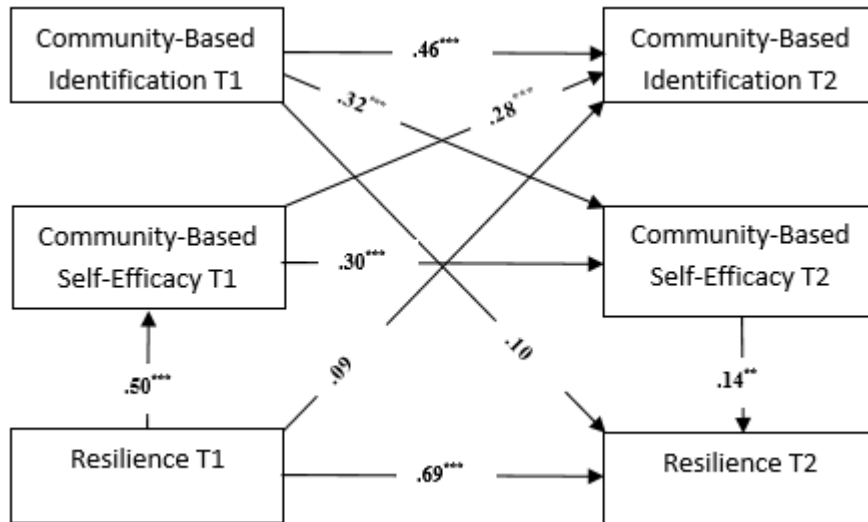 Community-Based
Identification T1
.46***
Community-Based
Identification T2
.32***
.28***
Community-Based
Self-Efficacy T1
.30***
Community-Based
Self-Efficacy T2
.50***
.09
.10
.14**
Resilience T1
.69***
Resilience T2